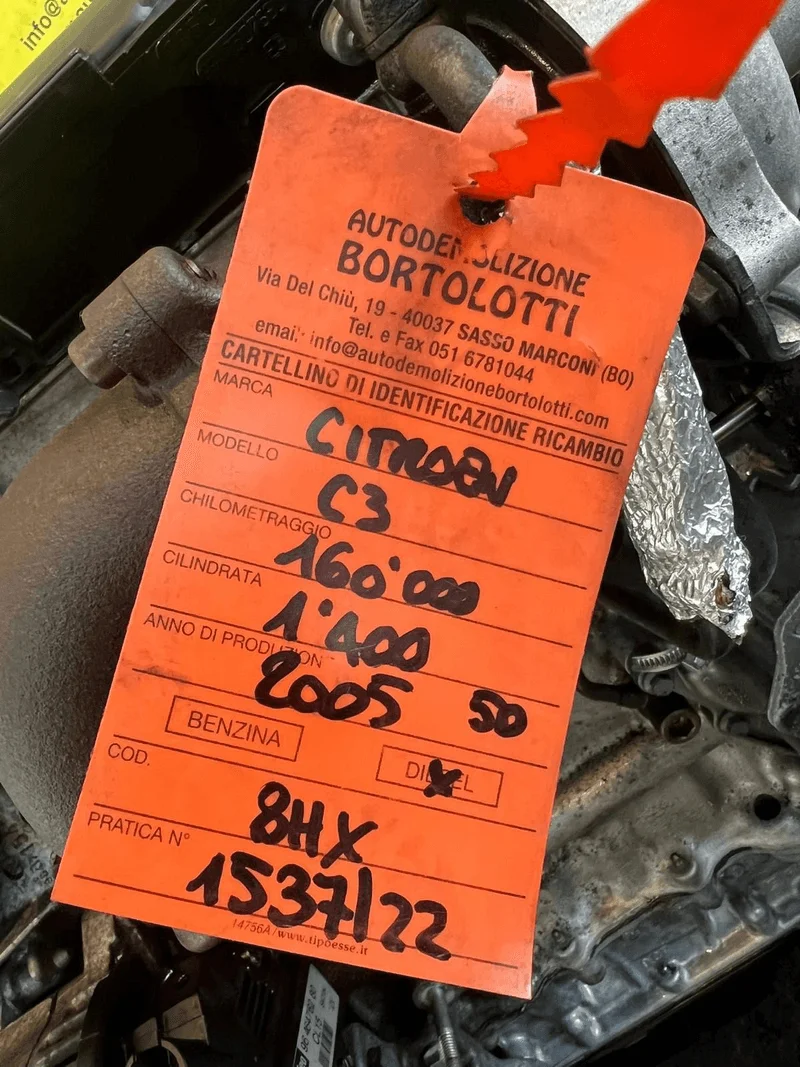 info@
AUTODEMOLIZIONE
BORTOLOTTI
Via Del Chiù, 19 - 40037 SASSO MARCONI (BO)
Tel. e Fax 051 6781044
email: info@autodemolizionebortolotti.com
CARTELLINO DI IDENTIFICAZIONE RICAMBIO
MARCA CITROEN
MODELLO C3
CHILOMETRAGGIO 160'000
CILINDRATA 1'400
ANNO DI PRODUZION 2005 50
BENZINA DIESEL
COD. 8HX
PRATICA N° 1537/22
14756A/www.tipoesse.it